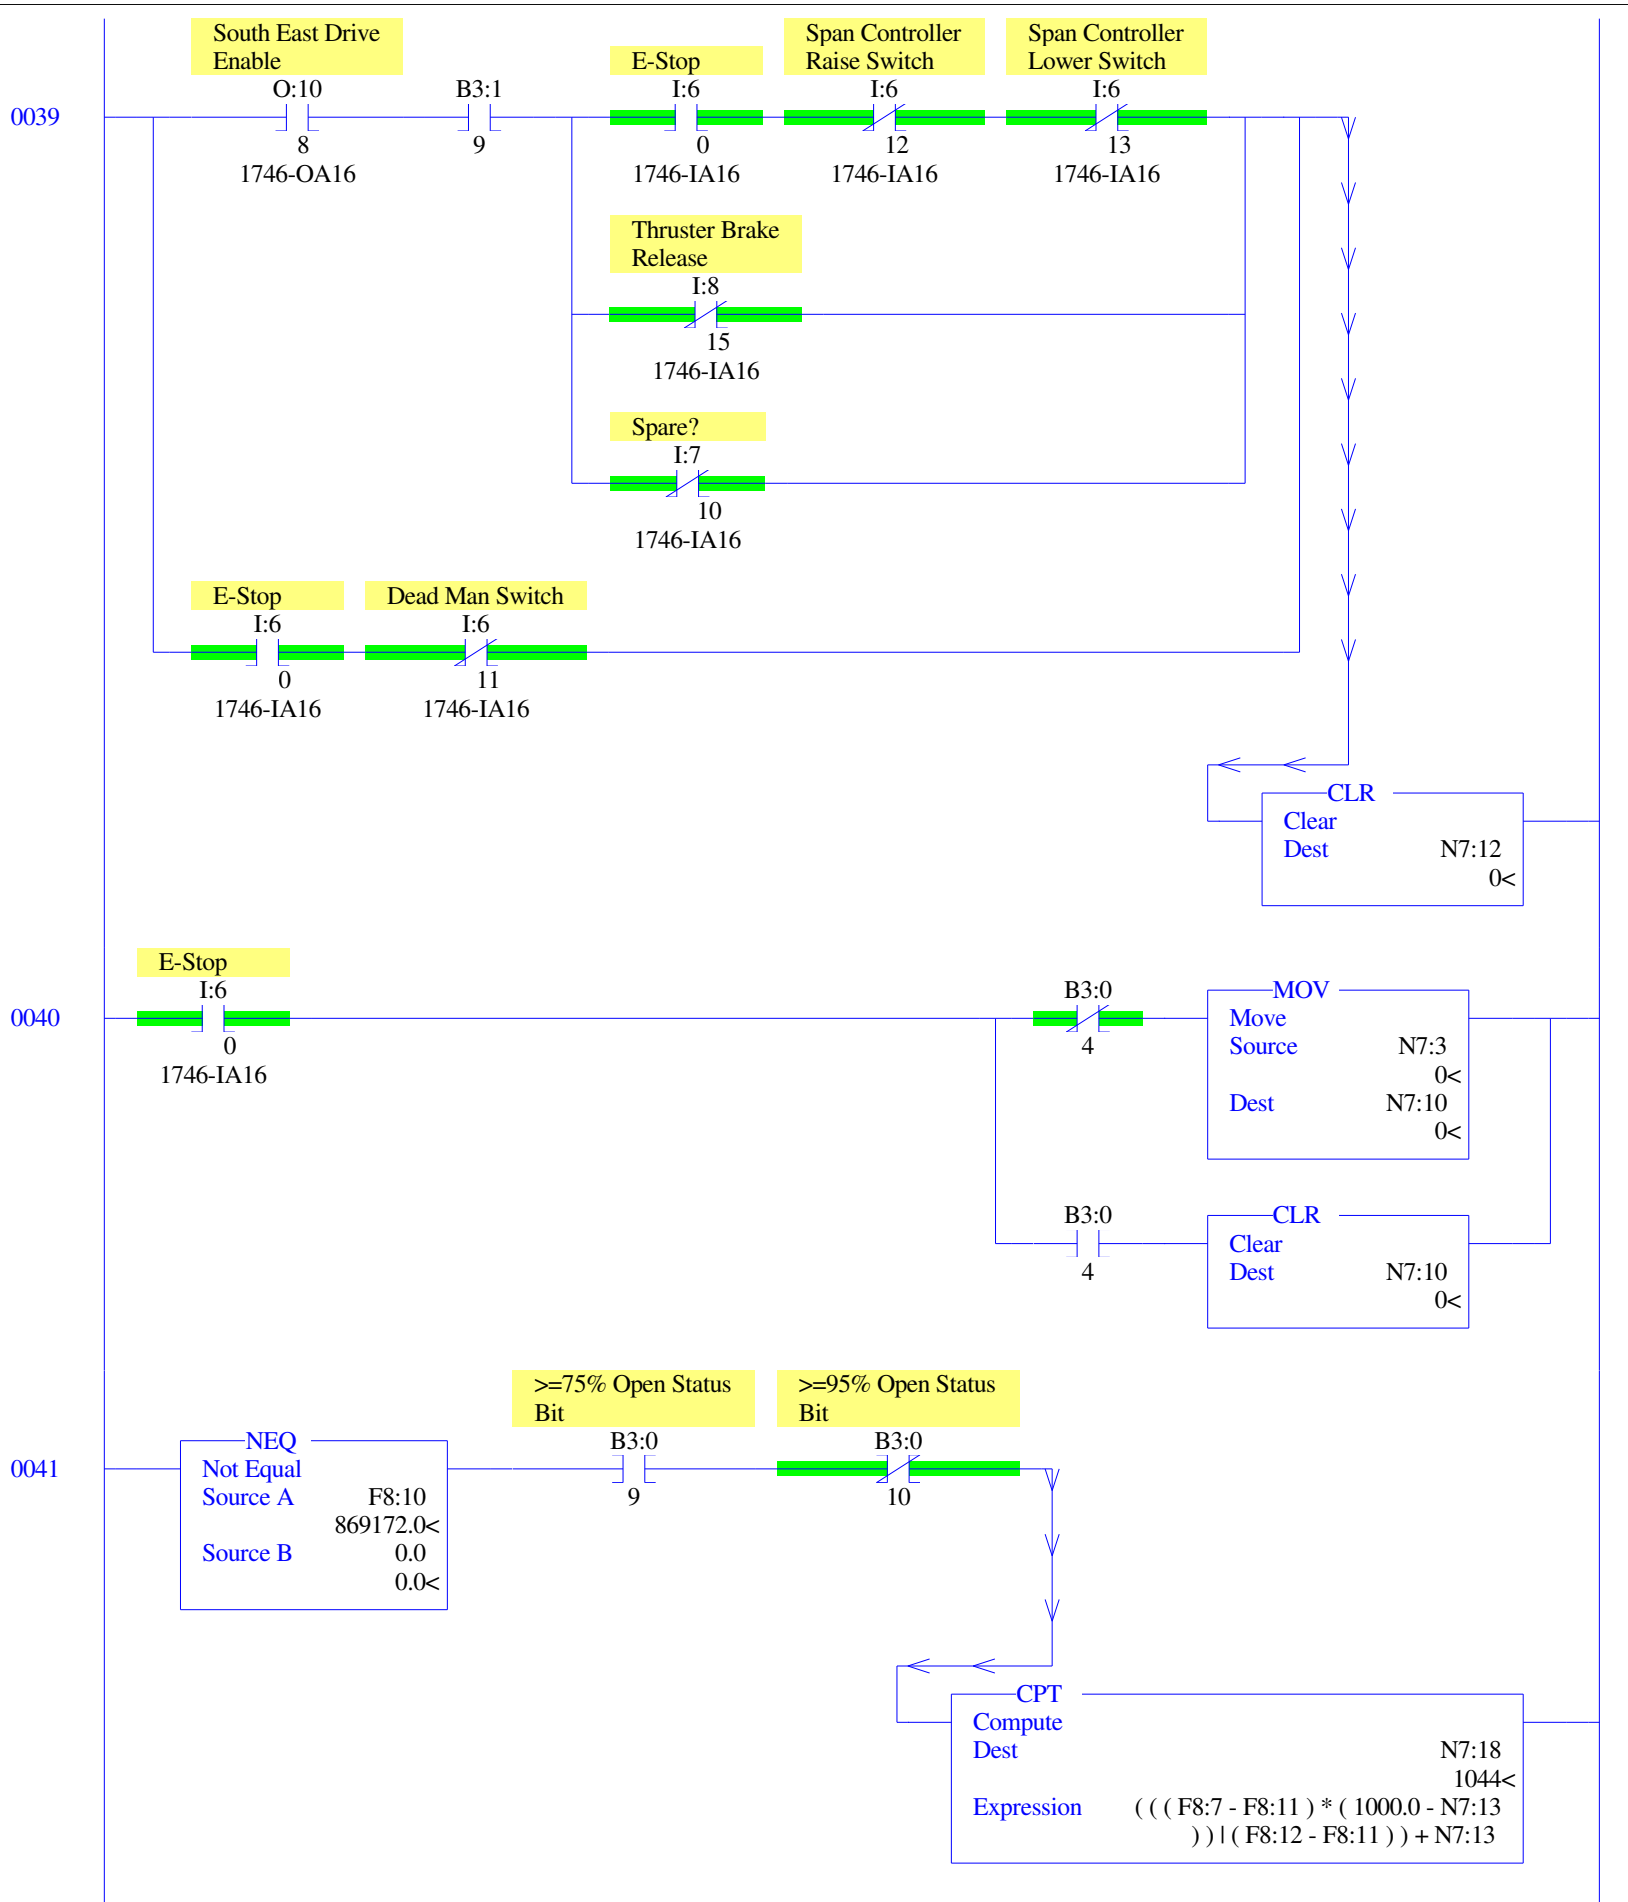 South East Drive
Enable
O:10
8
1746-OA16
B3:1
9
E-Stop
I:6
0
1746-IA16
Span Controller
Raise Switch
I:6
12
1746-IA16
Span Controller
Lower Switch
I:6
13
1746-IA16
0039
Thruster Brake
Release
I:8
15
1746-IA16
Spare?
I:7
10
1746-IA16
E-Stop
I:6
0
1746-IA16
Dead Man Switch
I:6
11
1746-IA16
CLR
Clear
Dest N7:12
0<
0040
E-Stop
I:6
0
1746-IA16
B3:0
4
MOV
Move
Source N7:3
0<
Dest N7:10
0<
B3:0
4
CLR
Clear
Dest N7:10
0<
0041
NEQ
Not Equal
Source A F8:10
869172.0<
Source B 0.0
0.0<
>=75% Open Status
Bit
B3:0
9
>=95% Open Status
Bit
B3:0
10
CPT
Compute
Dest N7:18
1044<
Expression ( ( ( F8:7 - F8:11 ) * ( 1000.0 - N7:13
) ) | ( F8:12 - F8:11 ) ) + N7:13